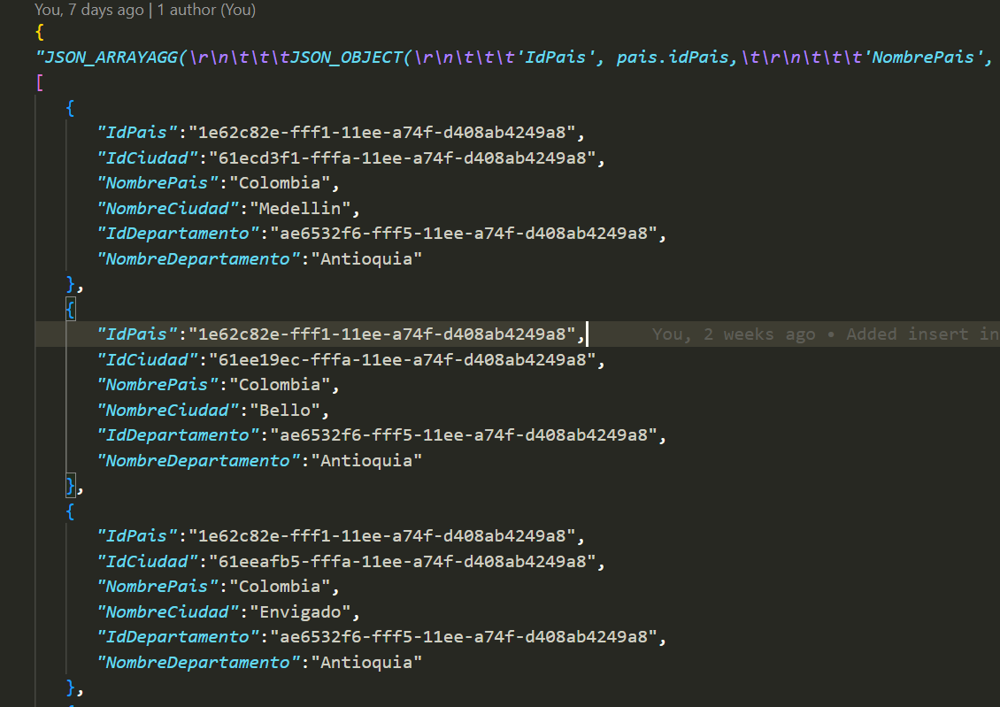 You, 7 days ago | 1 author (You)
{
"JSON_ARRAYAGG(\r\n\t\t\tJSON_OBJECT(\r\n\t\t\t'IdPais', pais.idPais,\t\r\n\t\t\t'NombrePais',
[
{
"IdPais":"1e62c82e-fff1-11ee-a74f-d408ab4249a8",
"IdCiudad":"61ecd3f1-fffa-11ee-a74f-d408ab4249a8",
"NombrePais":"Colombia",
"NombreCiudad":"Medellin",
"IdDepartamento":"ae6532f6-fff5-11ee-a74f-d408ab4249a8",
"NombreDepartamento":"Antioquia"
},
{
"IdPais":"1e62c82e-fff1-11ee-a74f-d408ab4249a8", You, 2 weeks ago • Added insert in
"IdCiudad":"61ee19ec-fffa-11ee-a74f-d408ab4249a8",
"NombrePais":"Colombia",
"NombreCiudad":"Bello",
"IdDepartamento":"ae6532f6-fff5-11ee-a74f-d408ab4249a8",
"NombreDepartamento":"Antioquia"
},
{
"IdPais":"1e62c82e-fff1-11ee-a74f-d408ab4249a8",
"IdCiudad":"61eeafb5-fffa-11ee-a74f-d408ab4249a8",
"NombrePais":"Colombia",
"NombreCiudad":"Envigado",
"IdDepartamento":"ae6532f6-fff5-11ee-a74f-d408ab4249a8",
"NombreDepartamento":"Antioquia"
},